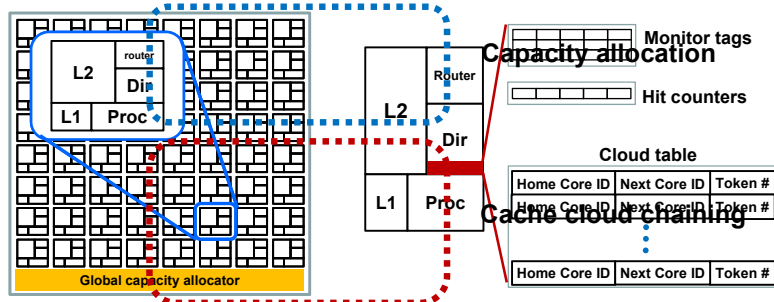 L2
router
Dir
L1
Proc
Global capacity allocator
Router
L2
Dir
L1
Proc
Capacity allocation
Monitor tags
Hit counters
Cloud table
Home Core ID Next Core ID Token #
Home Core ID Next Core ID Token #
Cache cloud chaining
Home Core ID Next Core ID Token #